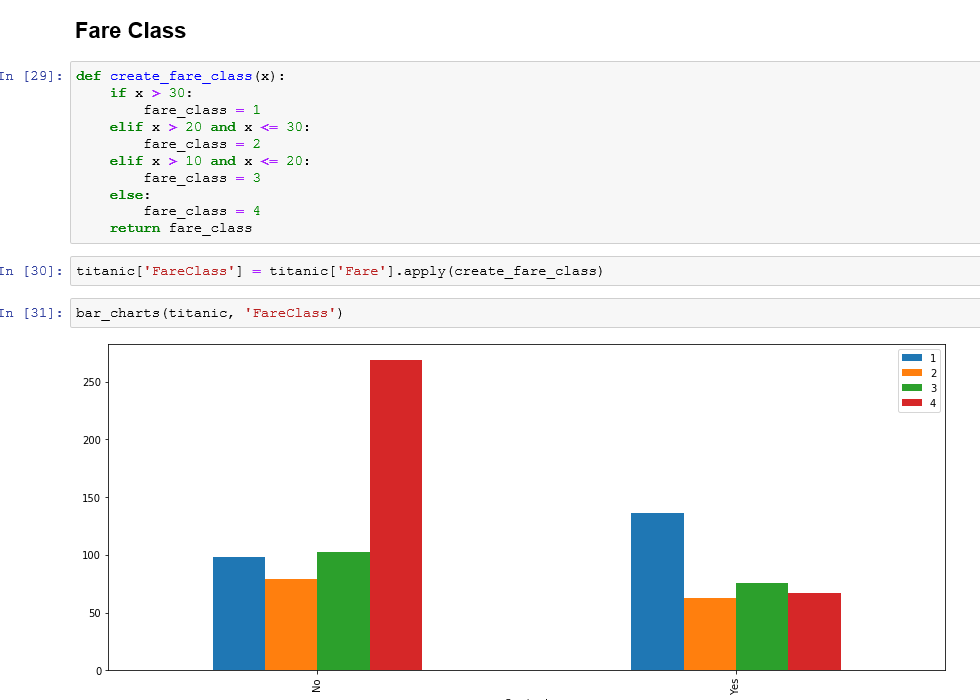 Fare Class
In [29]:
def create_fare_class(x):
    if x > 30:
        fare_class = 1
    elif x > 20 and x <= 30:
        fare_class = 2
    elif x > 10 and x <= 20:
        fare_class = 3
    else:
        fare_class = 4
    return fare_class
In [30]:
titanic['FareClass'] = titanic['Fare'].apply(create_fare_class)
In [31]:
bar_charts(titanic, 'FareClass')
1
2
3
4
250
200
150
100
50
0
No
Yes